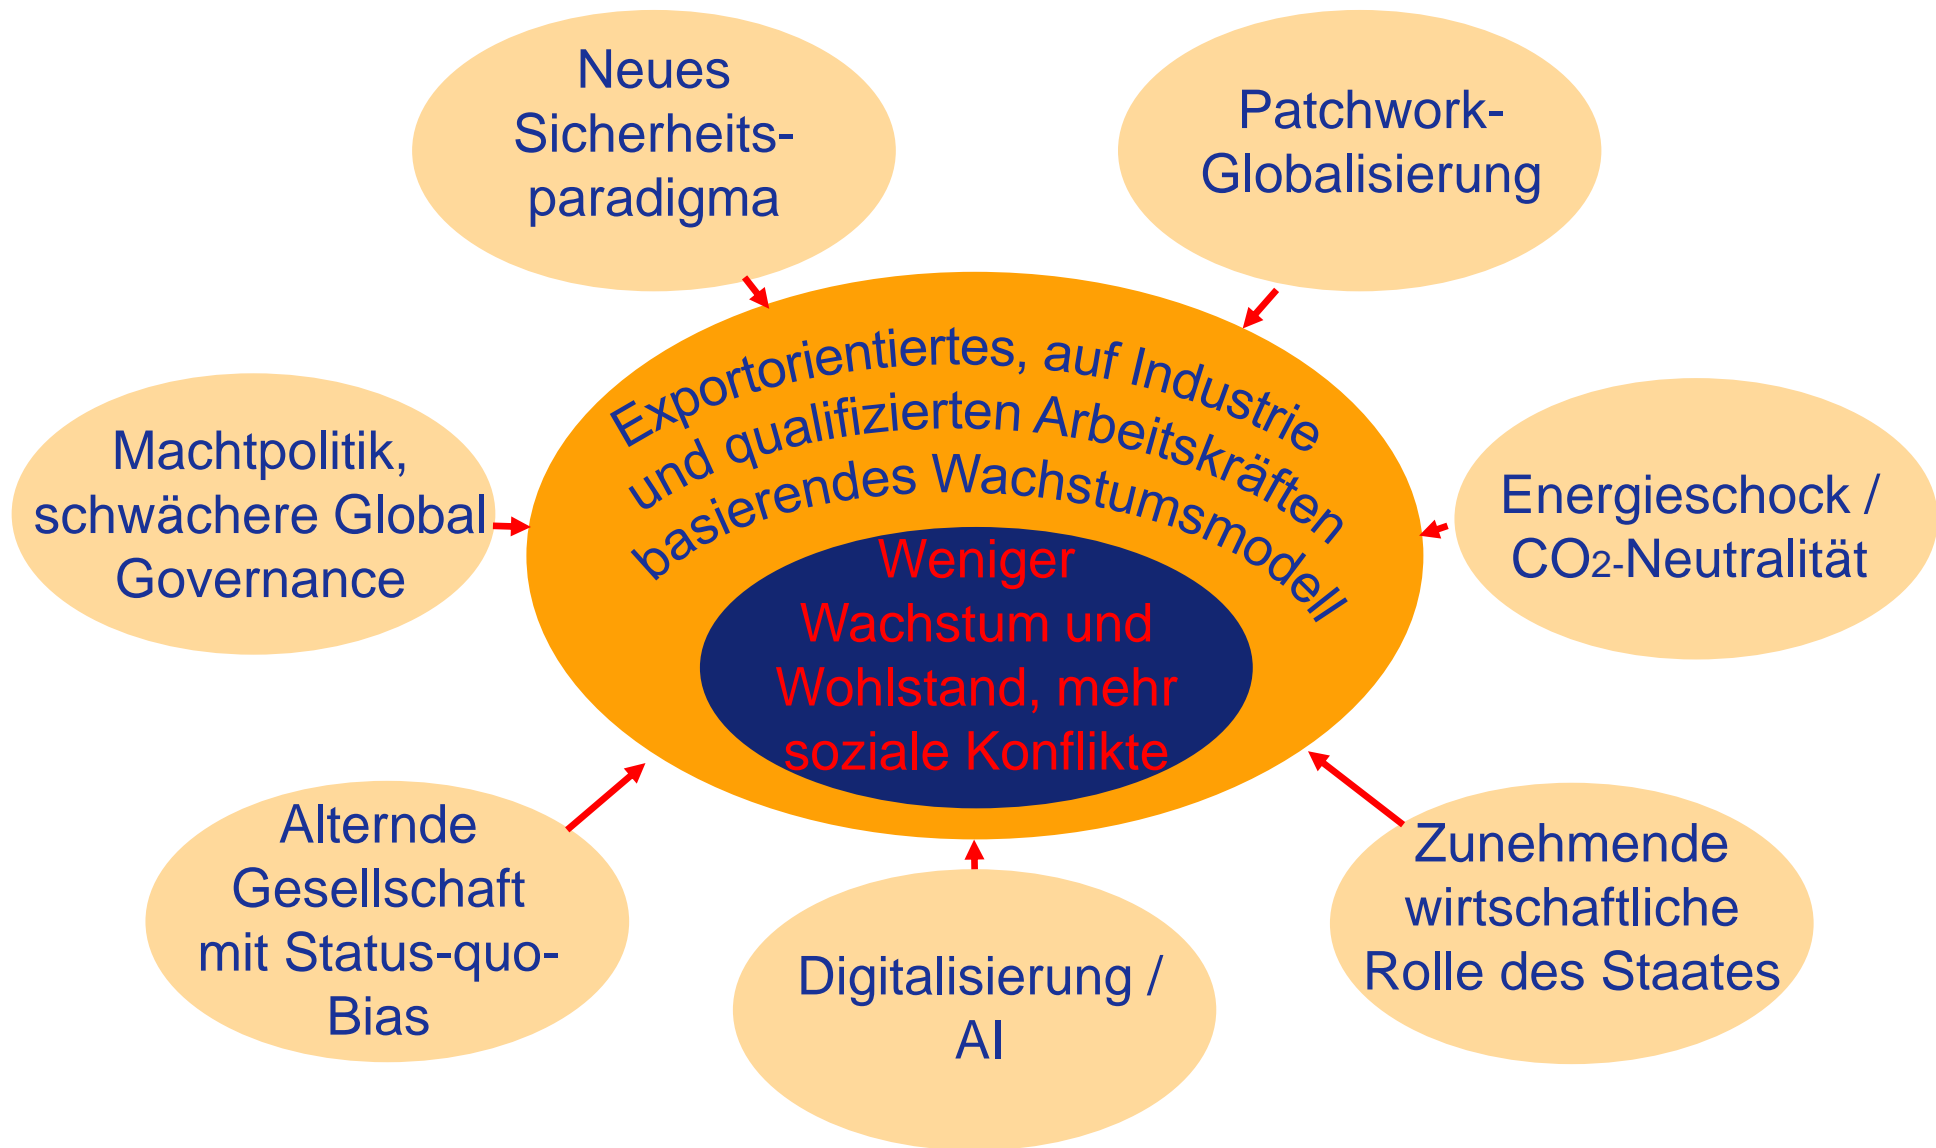 Neues
Sicherheits-
paradigma
Patchwork-
Globalisierung
Exportorientiertes, auf Industrie
und qualifizierten Arbeitskräften
basierendes Wachstumsmodell
Machtpolitik,
schwächere Global
Governance
Energieschock /
CO2-Neutralität
Weniger
Wachstum und
Wohlstand, mehr
soziale Konflikte
Alternde
Gesellschaft
mit Status-quo-
Bias
Digitalisierung /
AI
Zunehmende
wirtschaftliche
Rolle des Staates